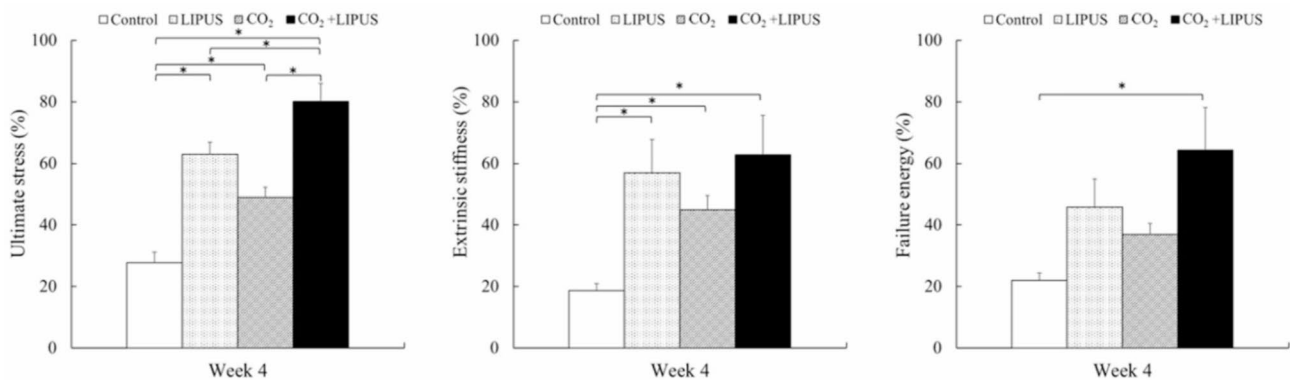 Control LIPUS CO₂ CO₂ +LIPUS
Ultimate stress (%)
100
80
60
40
20
0
* * * * *
Week 4
Control LIPUS CO₂ CO₂ +LIPUS
Extrinsic stiffness (%)
100
80
60
40
20
0
* * *
Week 4
Control LIPUS CO₂ CO₂ +LIPUS
Failure energy (%)
100
80
60
40
20
0
*
Week 4